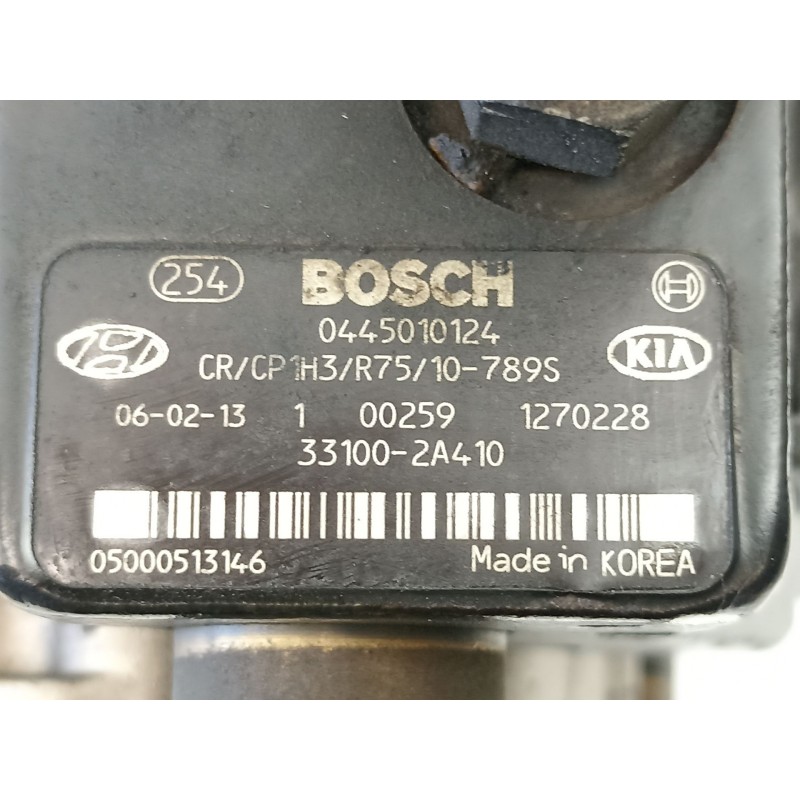 254 BOSCH
0445010124
CR/CP1H3/R75/10-789S KIA
06-02-13 1 00259 1270228
33100-2A410
05000513146 Made in KOREA